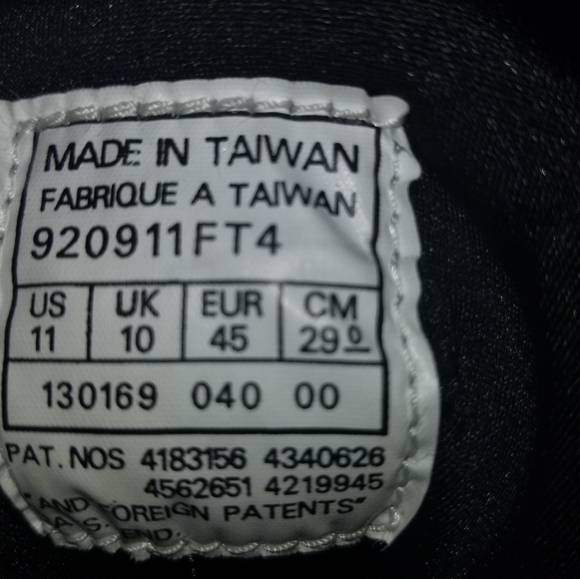 MADE IN TAIWAN
FABRIQUE A TAIWAN
920911FT4
US UK EUR CM
11 10 45 29 0
130169 040 00
PAT. NOS 4183156 4340626
4562651 4219945
"AND FOREIGN PATENTS"
END.